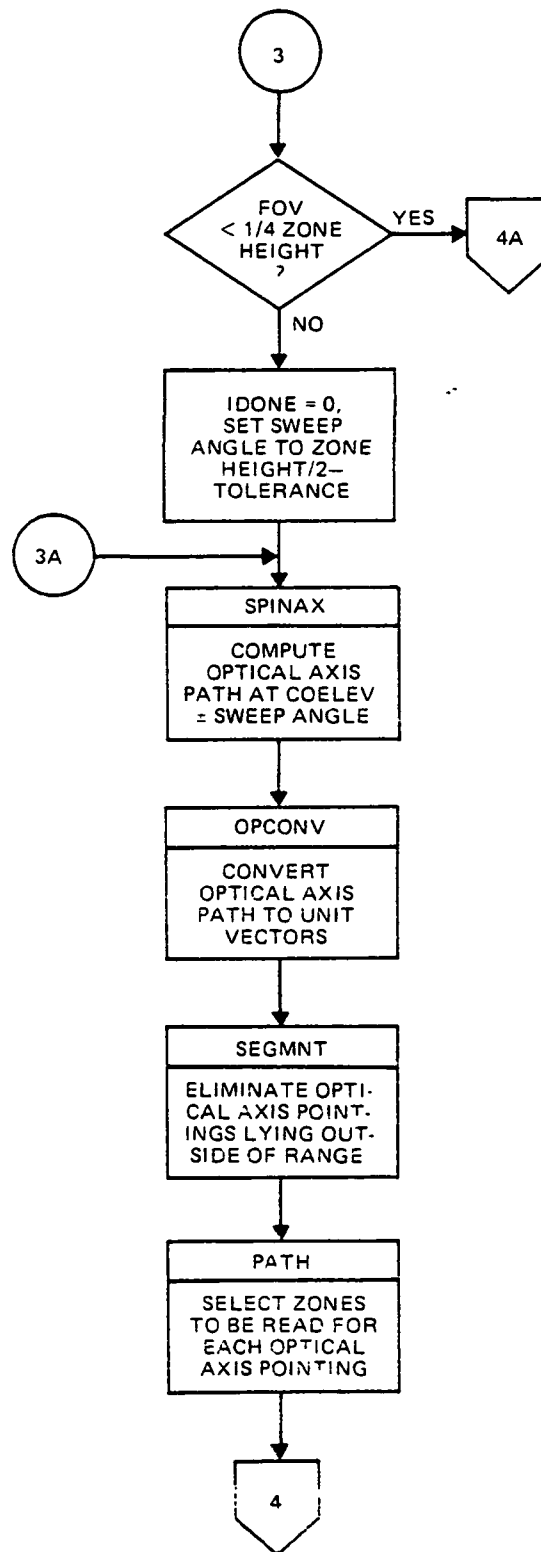 3
FOV
< 1/4 ZONE
HEIGHT
?
YES
4A
NO
IDONE = 0,
SET SWEEP
ANGLE TO ZONE
HEIGHT/2–
TOLERANCE
3A
SPINAX
COMPUTE
OPTICAL AXIS
PATH AT COELEV
± SWEEP ANGLE
OPCONV
CONVERT
OPTICAL AXIS
PATH TO UNIT
VECTORS
SEGMNT
ELIMINATE OPTI-
CAL AXIS POINT-
INGS LYING OUT-
SIDE OF RANGE
PATH
SELECT ZONES
TO BE READ FOR
EACH OPTICAL
AXIS POINTING
4